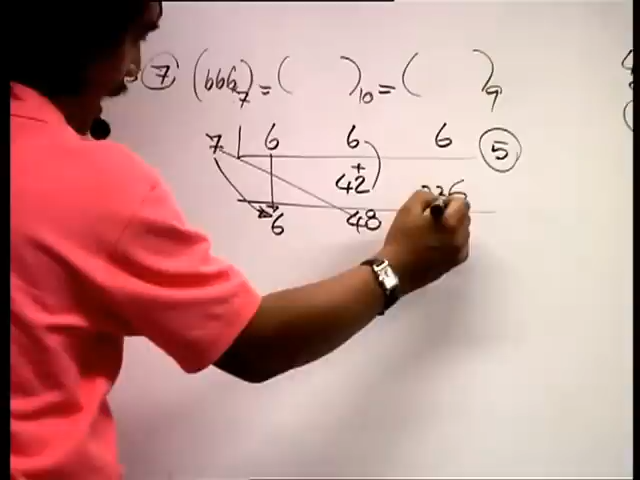 7 (666)7 = ( )10 = ( )9
7 6 6 6 5
+
42 336
6 48